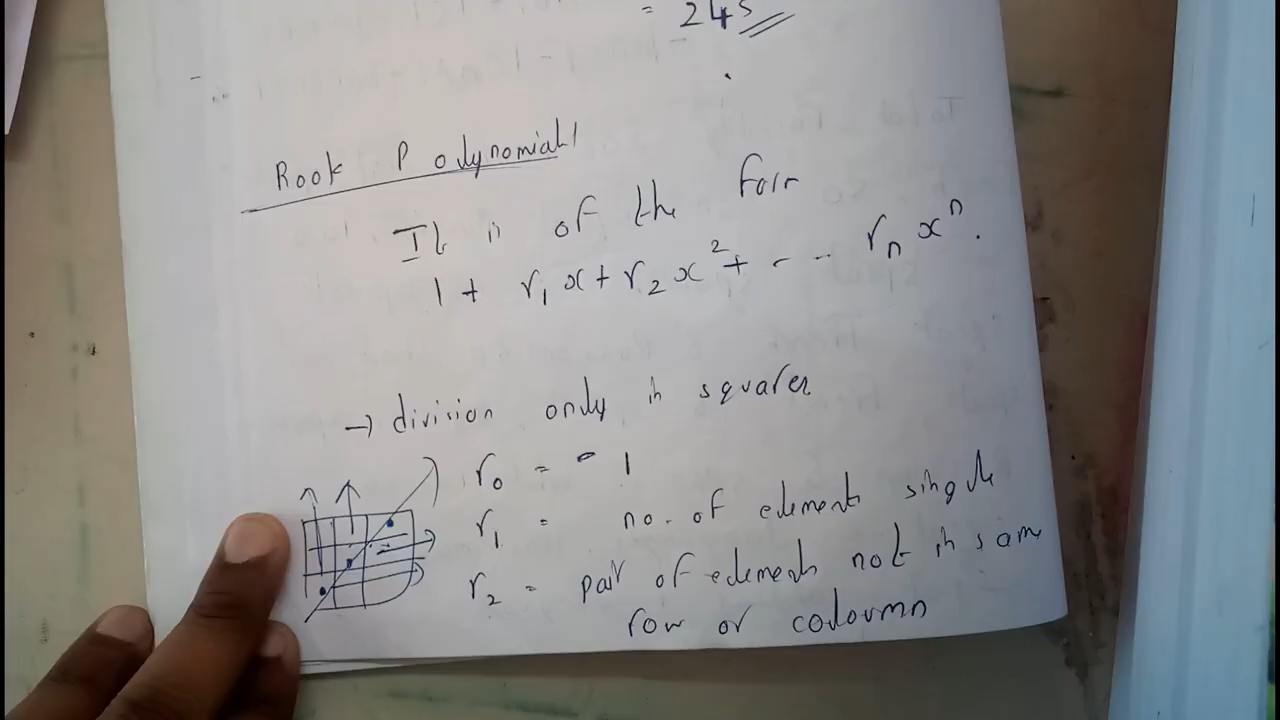 = 245
Rook Polynomial
It is of the form
1 + r₁x + r₂x² + - - - rₙxⁿ.
→ division only in squares
r₀ = 1
r₁ = no. of elements single
r₂ = pair of elements not in same
row or coloumn